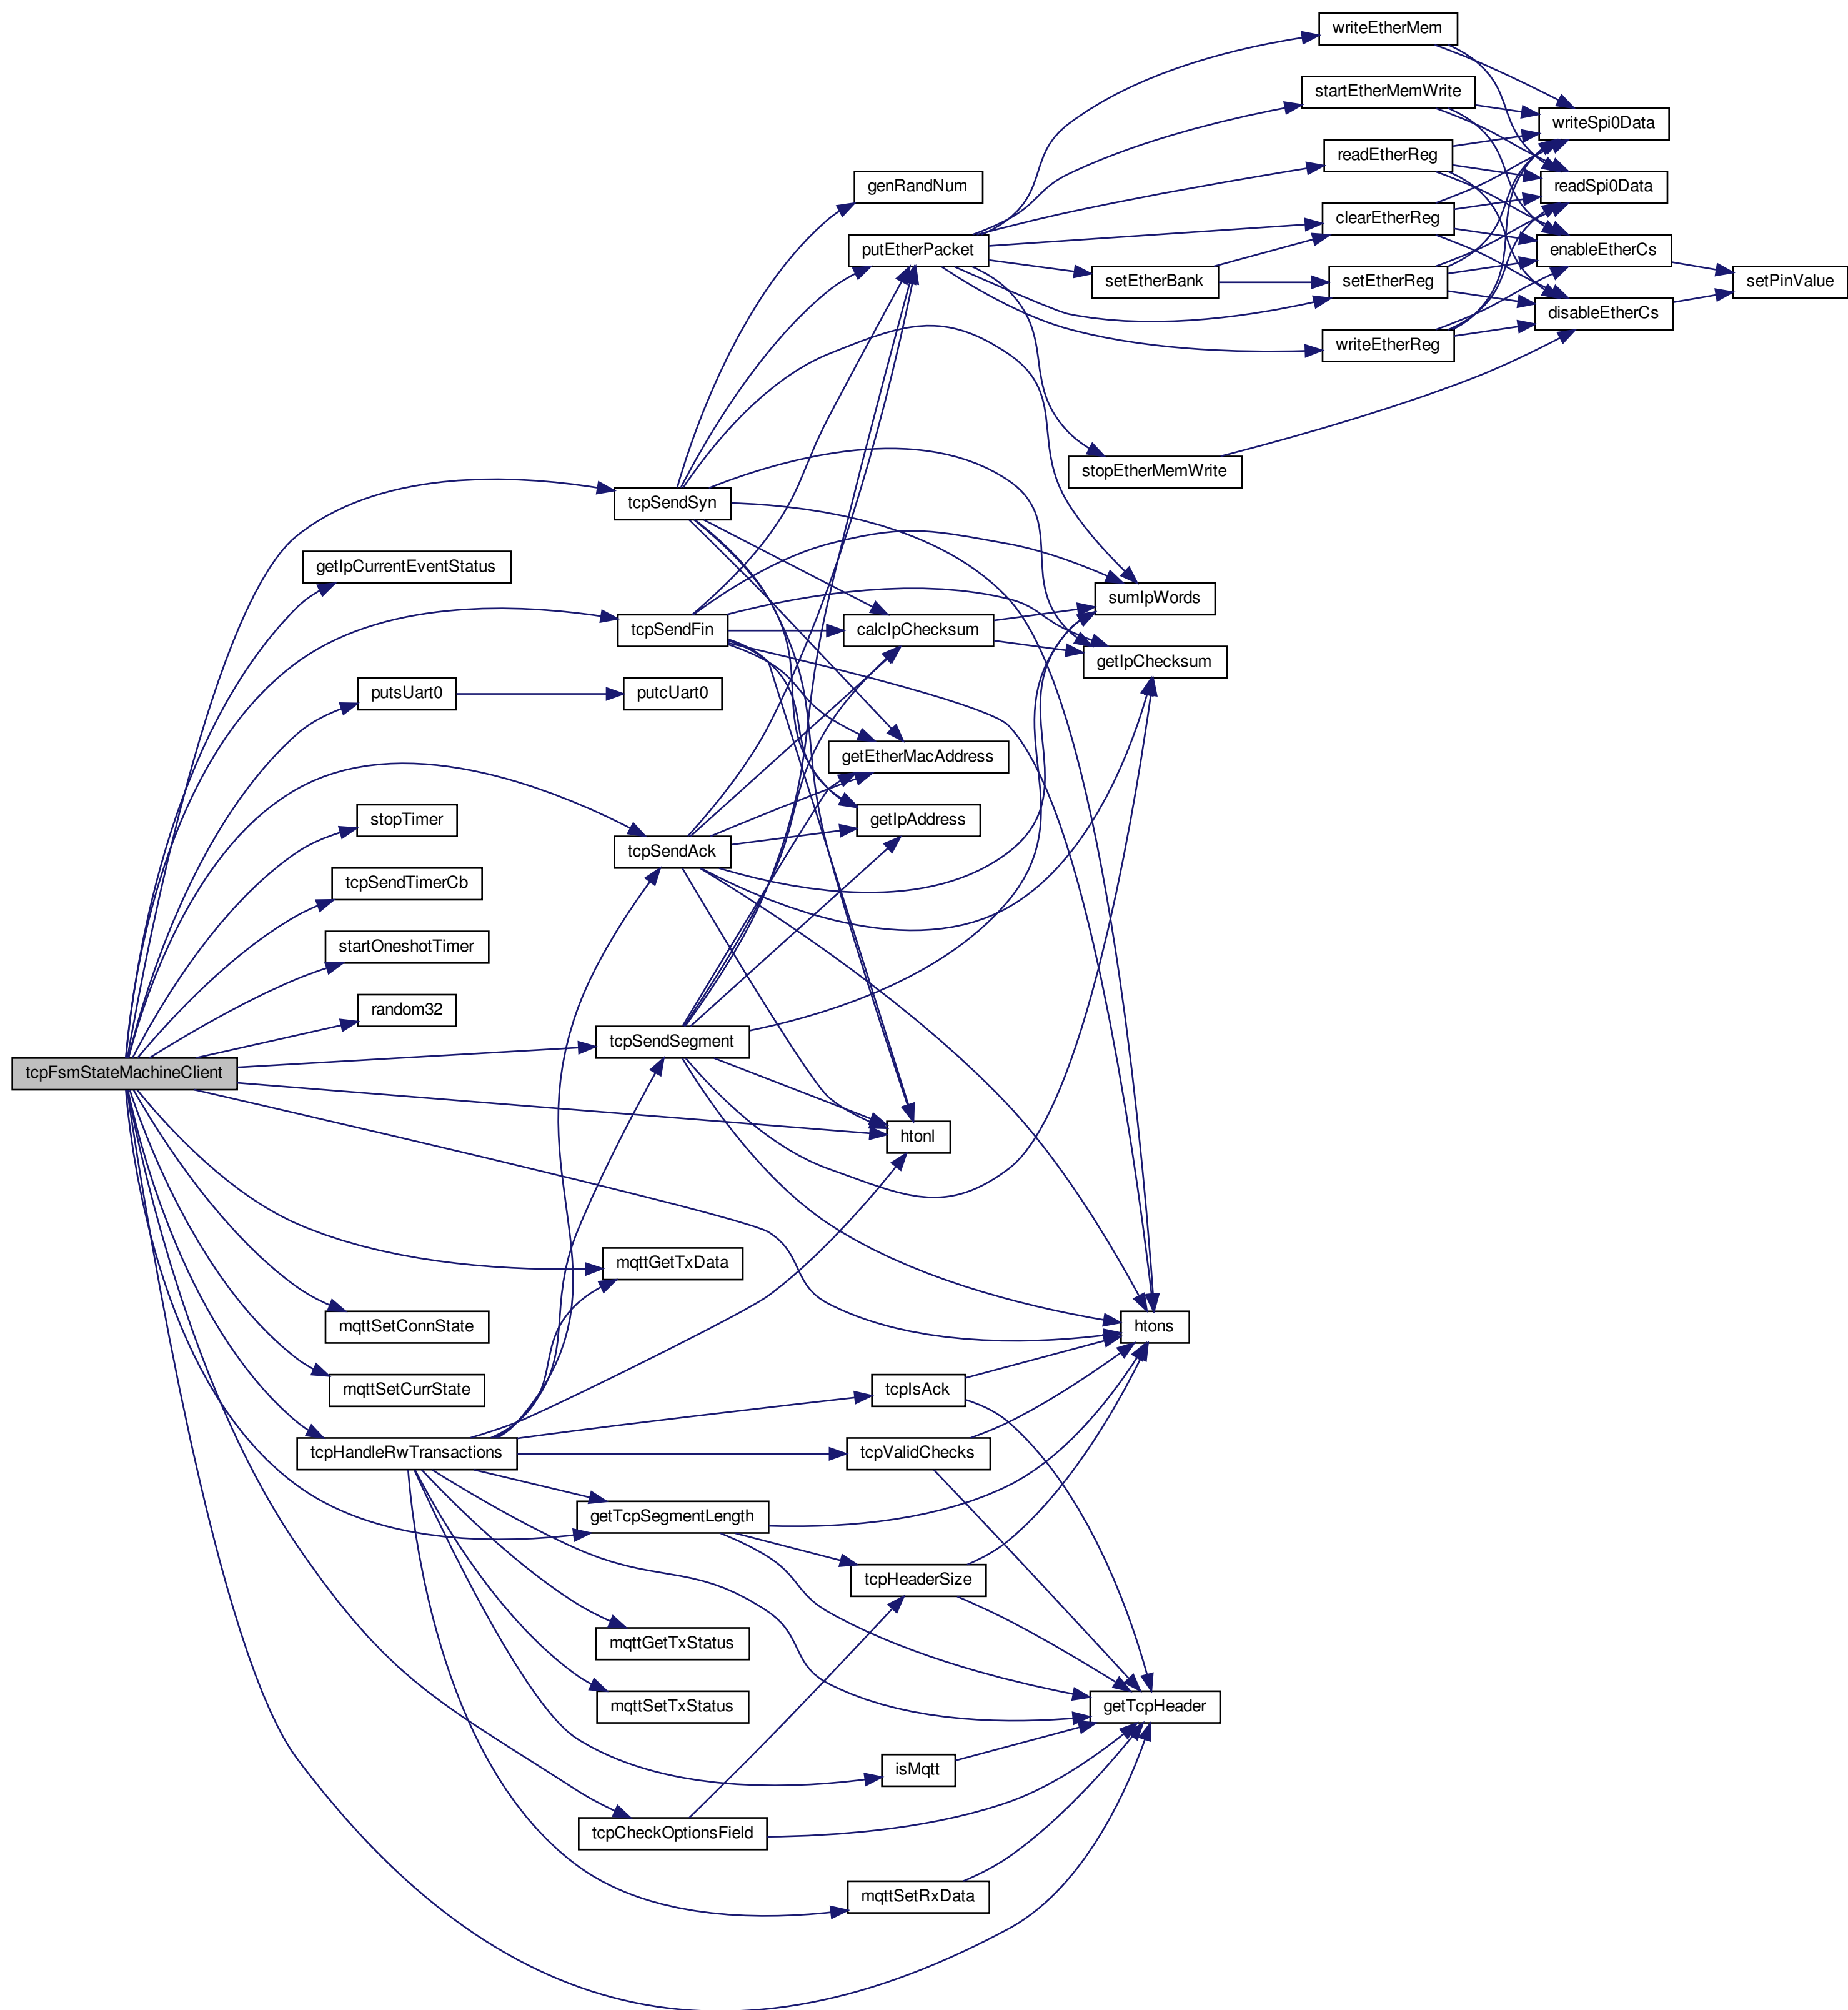 writeEtherMem
startEtherMemWrite
writeSpi0Data
readEtherReg
genRandNum
readSpi0Data
clearEtherReg
putEtherPacket
enableEtherCs
setEtherBank
setEtherReg
setPinValue
disableEtherCs
writeEtherReg
stopEtherMemWrite
tcpSendSyn
getIpCurrentEventStatus
sumIpWords
tcpSendFin
calcIpChecksum
getIpChecksum
putsUart0
putcUart0
getEtherMacAddress
stopTimer
getIpAddress
tcpSendAck
tcpSendTimerCb
startOneshotTimer
random32
tcpSendSegment
tcpFsmStateMachineClient
htonl
mqttGetTxData
mqttSetConnState
htons
mqttSetCurrState
tcpIsAck
tcpHandleRwTransactions
tcpValidChecks
getTcpSegmentLength
tcpHeaderSize
mqttGetTxStatus
mqttSetTxStatus
getTcpHeader
isMqtt
tcpCheckOptionsField
mqttSetRxData